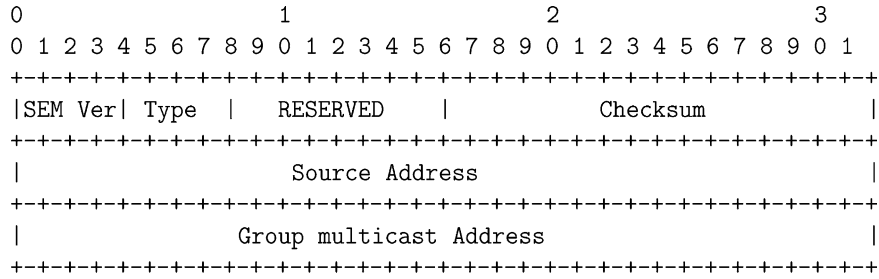 0                   1                   2                   3
0 1 2 3 4 5 6 7 8 9 0 1 2 3 4 5 6 7 8 9 0 1 2 3 4 5 6 7 8 9 0 1
+-+-+-+-+-+-+-+-+-+-+-+-+-+-+-+-+-+-+-+-+-+-+-+-+-+-+-+-+-+-+-+-+
|SEM Ver| Type  |   RESERVED    |           Checksum            |
+-+-+-+-+-+-+-+-+-+-+-+-+-+-+-+-+-+-+-+-+-+-+-+-+-+-+-+-+-+-+-+-+
|                    Source Address                             |
+-+-+-+-+-+-+-+-+-+-+-+-+-+-+-+-+-+-+-+-+-+-+-+-+-+-+-+-+-+-+-+-+
|                Group multicast Address                        |
+-+-+-+-+-+-+-+-+-+-+-+-+-+-+-+-+-+-+-+-+-+-+-+-+-+-+-+-+-+-+-+-+